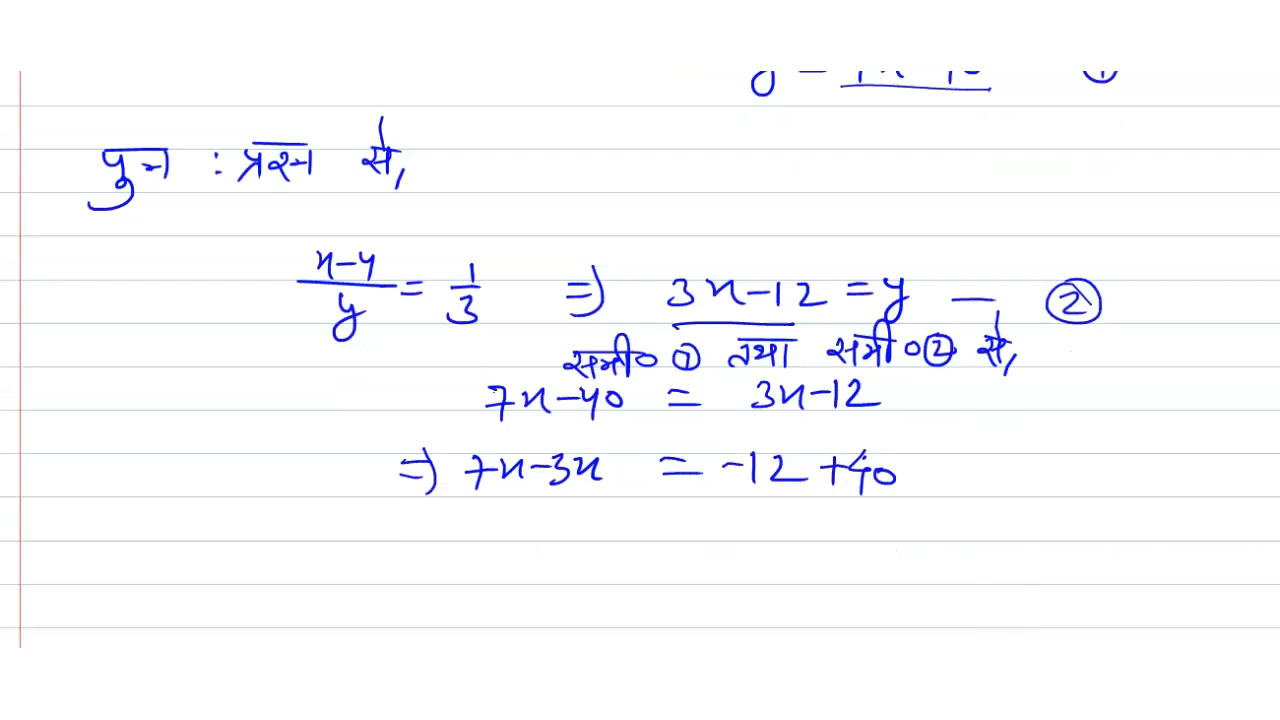 पुन : प्रश्न से,
x-4/y = 1/3 => 3x-12 = y — ②
समी० ① तथा समी० ② से,
7x-40 = 3x-12
=> 7x-3x = -12+40